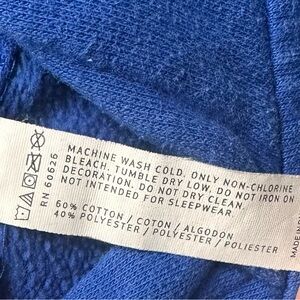 RN 60626
MACHINE WASH COLD. ONLY NON-CHLORINE
BLEACH. TUMBLE DRY LOW. DO NOT IRON ON
DECORATION. DO NOT DRY CLEAN.
NOT INTENDED FOR SLEEPWEAR.
60% COTTON / COTON / ALGODON
40% POLYESTER / POLYESTER / POLIESTER
MADE IN